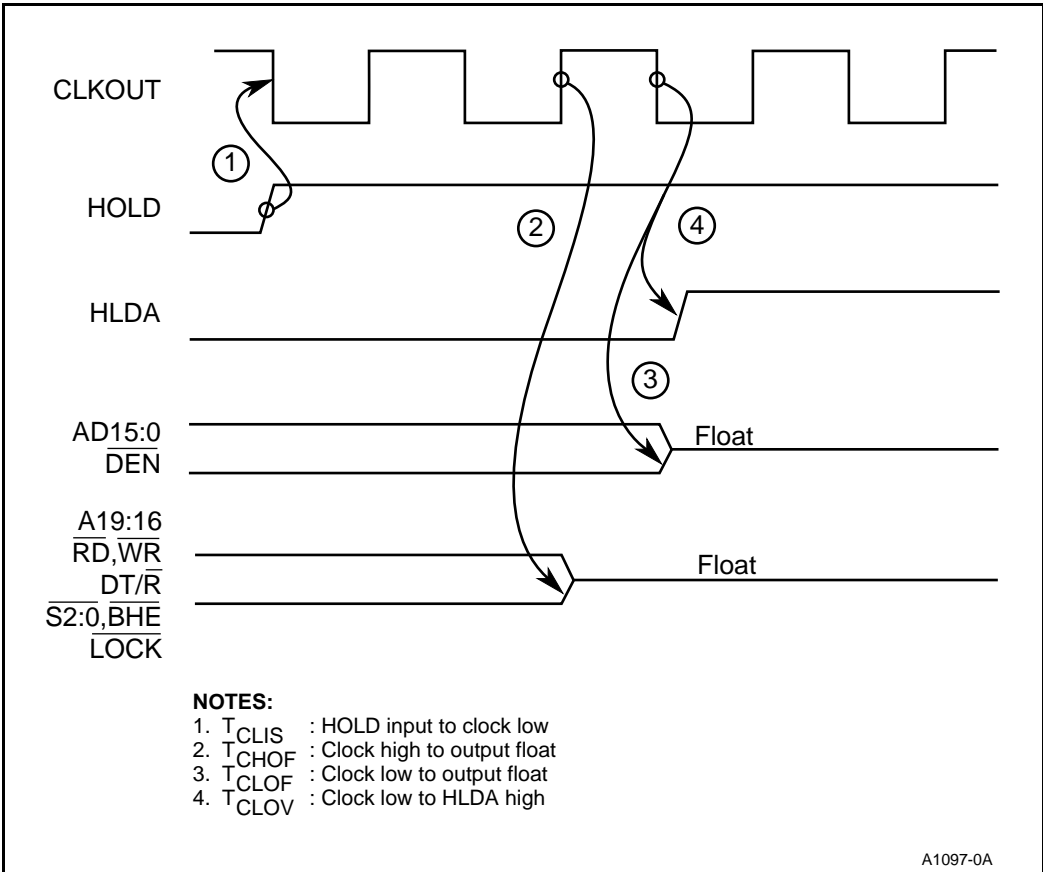 CLKOUT
1
HOLD
2
4
HLDA
3
AD15:0
DEN
Float
A19:16
RD,WR
DT/R
S2:0,BHE
LOCK
Float
NOTES:
1. TCLIS : HOLD input to clock low
2. TCHOF : Clock high to output float
3. TCLOF : Clock low to output float
4. TCLOV : Clock low to HLDA high
A1097-0A